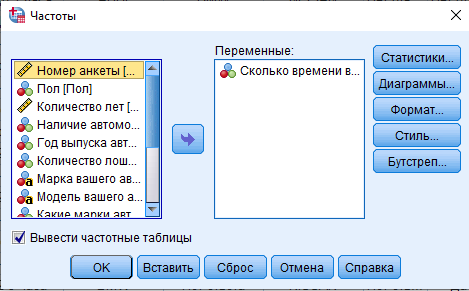 Частоты
Переменные:
Номер анкеты [...
Пол [Пол]
Количество лет [...
Наличие автомо...
Год выпуска авт...
Количество лош...
Марка вашего ав...
Модель вашего а...
Какие марки авт...
Сколько времени в...
Статистики...
Диаграммы...
Формат...
Стиль...
Бутстреп...
Вывести частотные таблицы
OK
Вставить
Сброс
Отмена
Справка